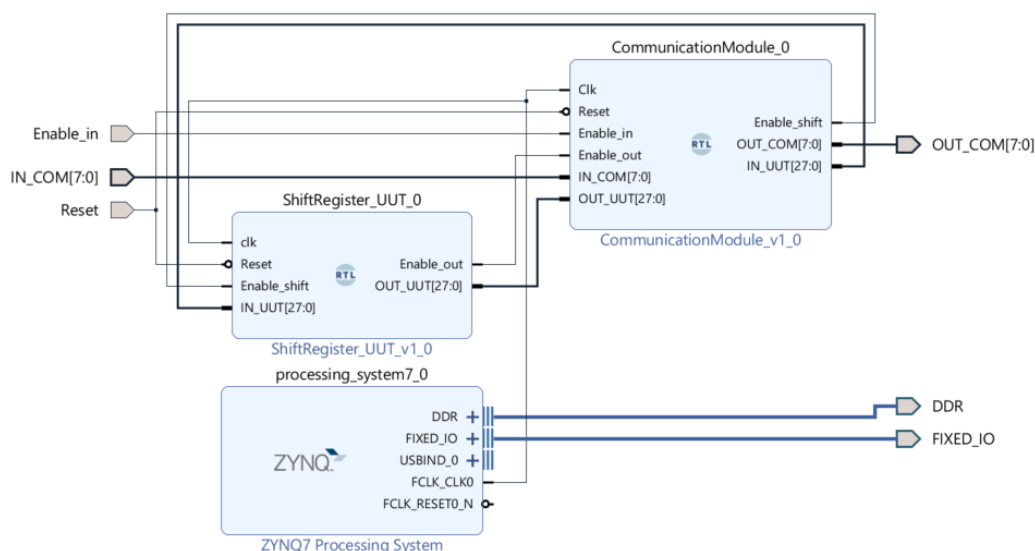 CommunicationModule_0
Clk
Reset
Enable_in
Enable_out
IN_COM[7:0]
OUT_UUT[27:0]
RTL
Enable_shift
OUT_COM[7:0]
IN_UUT[27:0]
CommunicationModule_v1_0
Enable_in
IN_COM[7:0]
Reset
OUT_COM[7:0]
ShiftRegister_UUT_0
clk
Reset
Enable_shift
IN_UUT[27:0]
RTL
Enable_out
OUT_UUT[27:0]
ShiftRegister_UUT_v1_0
processing_system7_0
ZYNQ
DDR
FIXED_IO
USBIND_0
FCLK_CLK0
FCLK_RESET0_N
ZYNQ7 Processing System
DDR
FIXED_IO